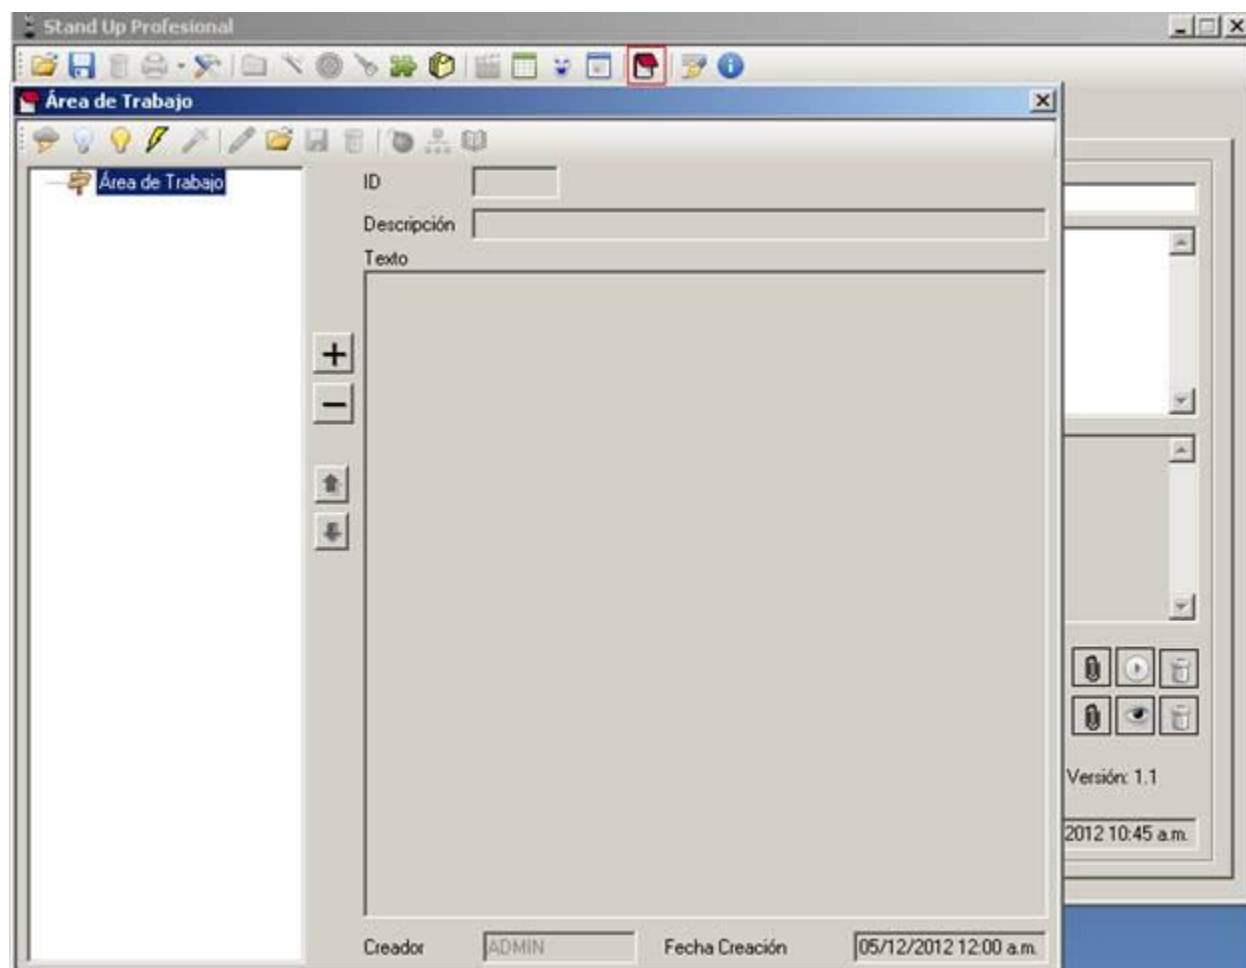 Stand Up Profesional
Área de Trabajo
Área de Trabajo
ID
Descripción
Texto
Versión: 1.1
2012 10:45 a.m.
Creador ADMIN Fecha Creación 05/12/2012 12:00 a.m.